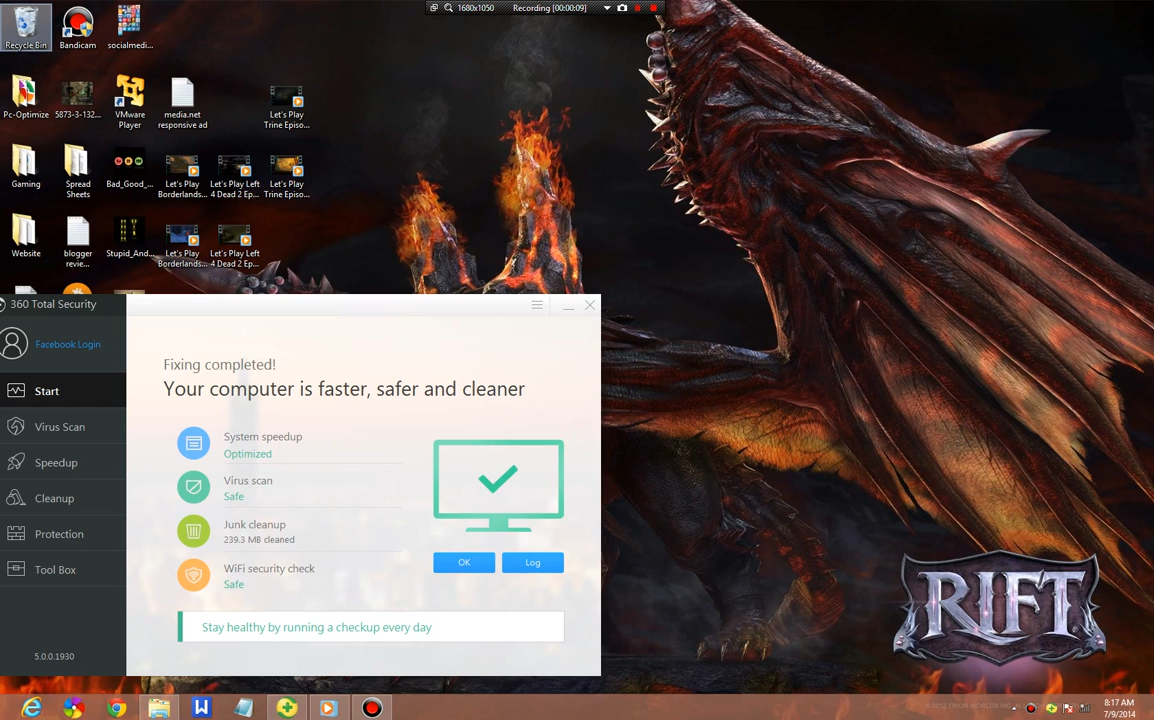 1680x1050 Recording [00:00:09]
Recycle Bin
Bandicam
socialmedi...
Pc-Optimize
5873-3-132...
VMware
Player
media.net
responsive ad
Let's Play
Trine Episo...
Gaming
Spread
Sheets
Bad_Good_...
Let's Play
Borderlands...
Let's Play Left
4 Dead 2 Ep...
Let's Play
Trine Episo...
Website
blogger
revie...
Stupid_And...
Let's Play
Borderlands...
Let's Play Left
4 Dead 2 Ep...
360 Total Security
Facebook Login
Start
Virus Scan
Speedup
Cleanup
Protection
Tool Box
5.0.0.1930
Fixing completed!
Your computer is faster, safer and cleaner
System speedup
Optimized
Virus scan
Safe
Junk cleanup
239.3 MB cleaned
WiFi security check
Safe
OK
Log
Stay healthy by running a checkup every day
RIFT
8:17 AM
7/9/2014